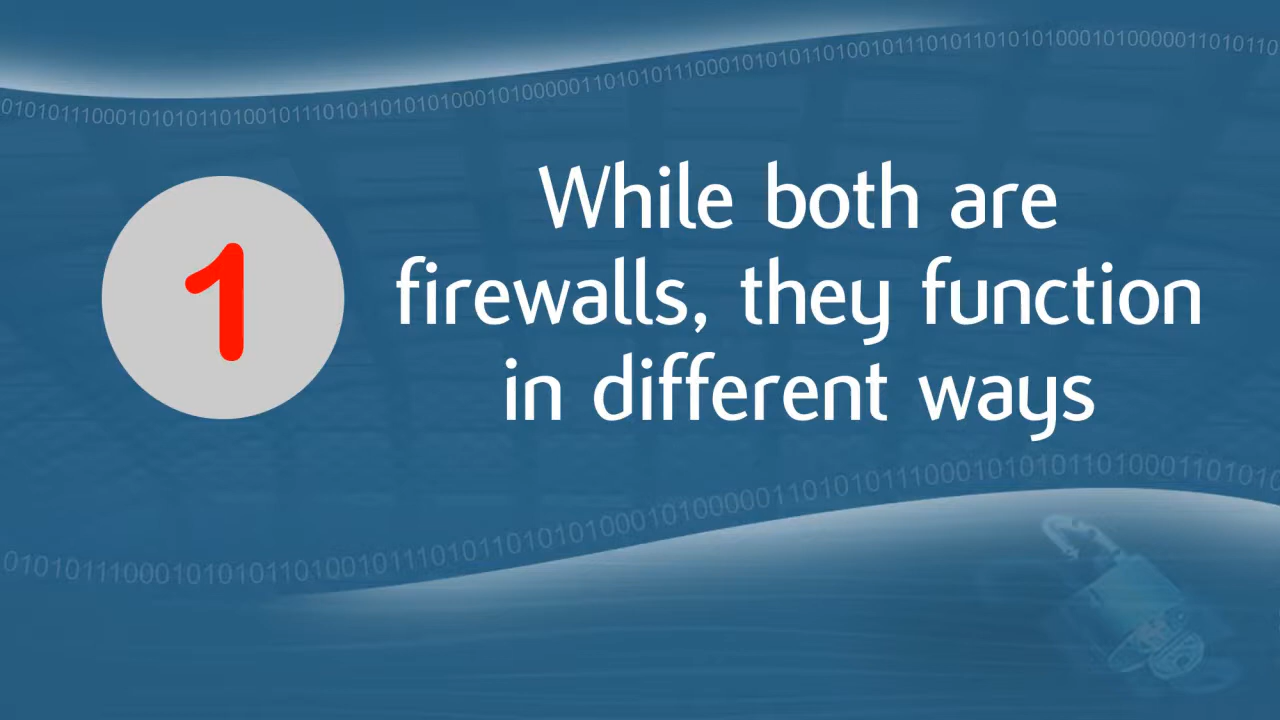 1
While both are
firewalls, they function
in different ways